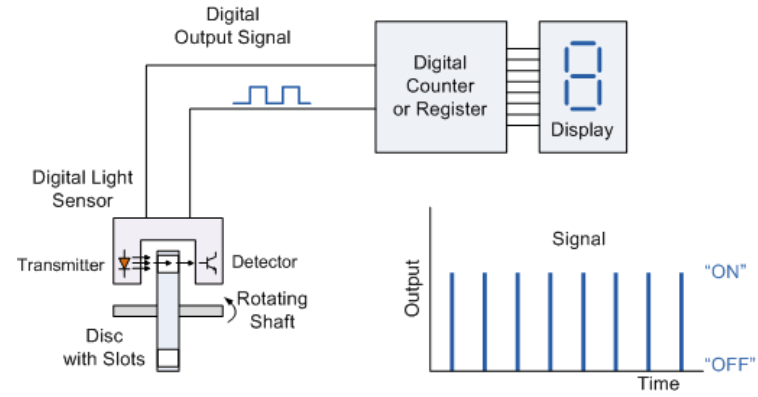 Digital
Output Signal
Digital
Counter
or Register
Display
Digital Light
Sensor
Transmitter
Detector
Rotating
Shaft
Disc
with Slots
Signal
Output
"ON"
"OFF"
Time